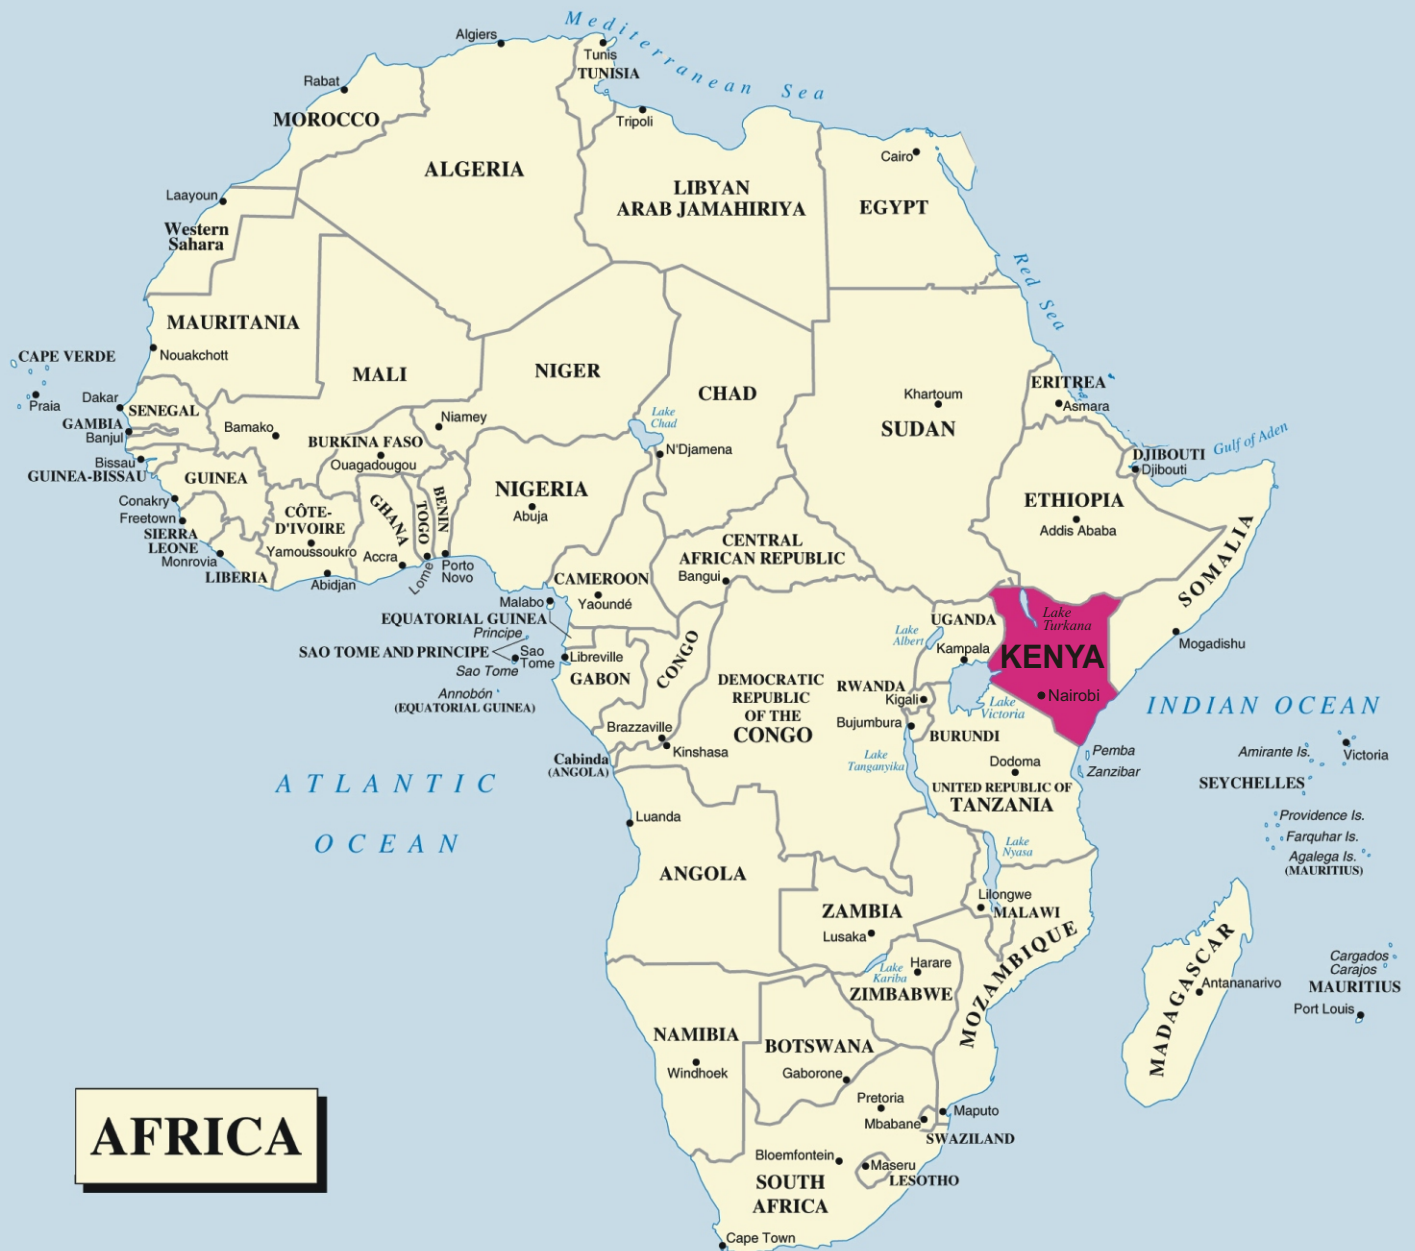 Mediterranean Sea
Algiers
Tunis
TUNISIA
Rabat
MOROCCO
Tripoli
Cairo
ALGERIA
LIBYAN
ARAB JAMAHIRIYA
EGYPT
Laayoun
Western
Sahara
Red Sea
MAURITANIA
Nouakchott
CAPE VERDE
Praia
MALI
NIGER
CHAD
Khartoum
SUDAN
ERITREA
Asmara
Dakar
SENEGAL
GAMBIA
Banjul
Bamako
Niamey
Lake
Chad
N'Djamena
BURKINA FASO
Ouagadougou
Bissau
GUINEA-BISSAU
GUINEA
DJIBOUTI
Djibouti
Gulf of Aden
Conakry
Freetown
SIERRA
LEONE
Monrovia
LIBERIA
CÔTE-
D'IVOIRE
Yamoussoukro
Abidjan
GHANA
Accra
TOGO
Lome
BENIN
Porto
Novo
NIGERIA
Abuja
ETHIOPIA
Addis Ababa
SOMALIA
Mogadishu
CENTRAL
AFRICAN REPUBLIC
Bangui
CAMEROON
Yaoundé
Malabo
EQUATORIAL GUINEA
Principe
SAO TOME AND PRINCIPE
Sao
Tome
Sao Tome
Annobón
(EQUATORIAL GUINEA)
Libreville
GABON
CONGO
Brazzaville
Kinshasa
Cabinda
(ANGOLA)
DEMOCRATIC
REPUBLIC
OF THE
CONGO
UGANDA
Lake
Albert
Kampala
Lake
Turkana
KENYA
Nairobi
RWANDA
Kigali
Lake
Victoria
Bujumbura
BURUNDI
Lake
Tanganyika
Dodoma
UNITED REPUBLIC OF
TANZANIA
Pemba
Zanzibar
INDIAN OCEAN
Amirante Is.
Victoria
SEYCHELLES
Providence Is.
Farquhar Is.
Agalega Is.
(MAURITIUS)
ATLANTIC
OCEAN
Luanda
ANGOLA
Lake
Nyasa
Lilongwe
MALAWI
ZAMBIA
Lusaka
MOZAMBIQUE
Lake
Kariba
Harare
ZIMBABWE
MADAGASCAR
Antananarivo
Cargados
Carajos
MAURITIUS
Port Louis
NAMIBIA
Windhoek
BOTSWANA
Gaborone
Pretoria
Mbabane
Maputo
SWAZILAND
Bloemfontein
Maseru
LESOTHO
SOUTH
AFRICA
Cape Town
AFRICA